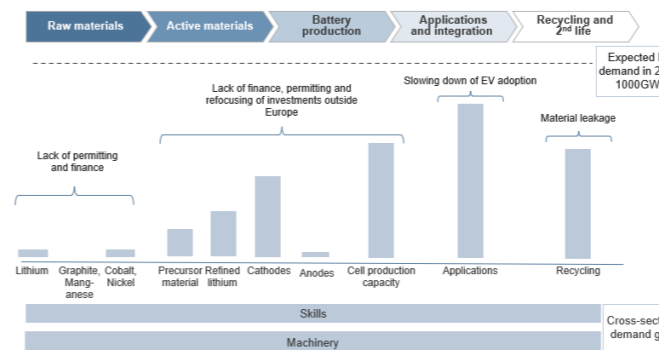 Raw materials
Active materials
Battery
production
Applications
and integration
Recycling and
2nd life
Expected
demand in 2
1000GW
Slowing down of EV adoption
Lack of finance, permitting and
refocusing of investments outside
Europe
Material leakage
Lack of permitting
and finance
Lithium
Graphite,
Mang-
anese
Cobalt,
Nickel
Precursor
material
Refined
lithium
Cathodes
Anodes
Cell production
capacity
Applications
Recycling
Skills
Machinery
Cross-sect
demand g